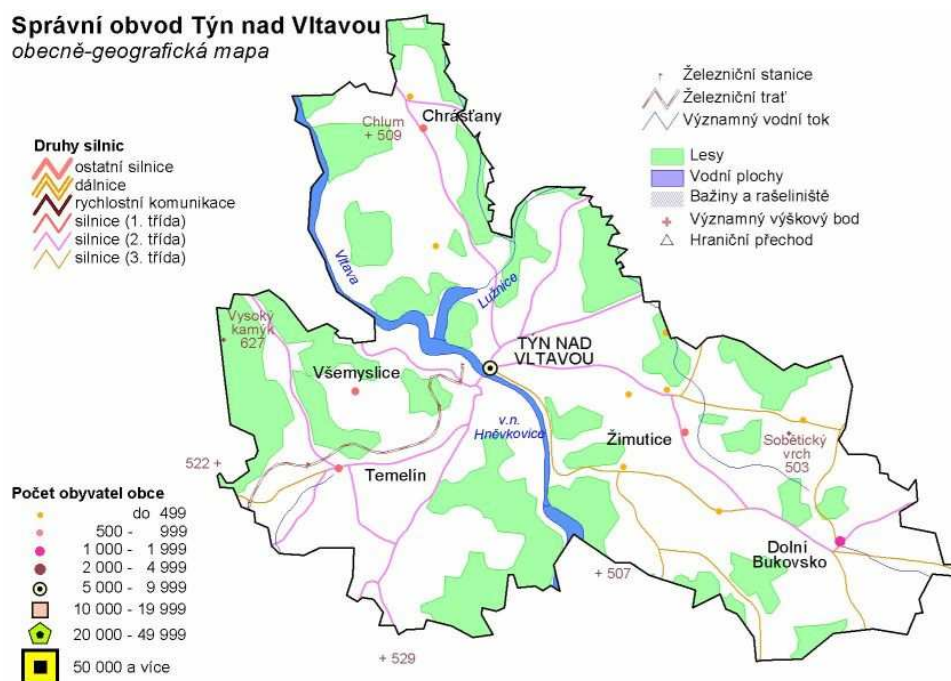 Správní obvod Týn nad Vltavou
obecně-geografická mapa
Železniční stanice
Železniční trať
Významný vodní tok
Lesy
Vodní plochy
Bažiny a rašeliniště
Významný výškový bod
Hraniční přechod
Druhy silnic
ostatní silnice
dálnice
rychlostní komunikace
silnice (1. třída)
silnice (2. třída)
silnice (3. třída)
Chlum
+ 509
Chrášťany
Vltava
Lužnice
Vysoký
kamýk
627
TÝN NAD
VLTAVOU
Všemyslice
v.n.
Hněvkovice
Žimutice
Sobětický
vrch
503
522 +
Temelín
Dolní
Bukovsko
+ 507
+ 529
Počet obyvatel obce
do 499
500 - 999
1 000 - 1 999
2 000 - 4 999
5 000 - 9 999
10 000 - 19 999
20 000 - 49 999
50 000 a více